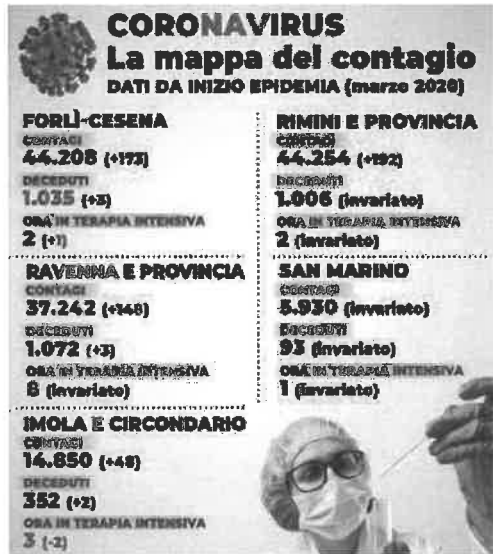 CORONAVIRUS
La mappa del contagio
DATI DA INIZIO EPIDEMIA (marzo 2020)
FORLÌ-CESENA
CONTAGI
44.208 (+173)
DECEDUTI
1.035 (+3)
ORA IN TERAPIA INTENSIVA
2 (+1)
RIMINI E PROVINCIA
CONTAGI
44.254 (+192)
DECEDUTI
1.006 (invariato)
ORA IN TERAPIA INTENSIVA
2 (invariato)
RAVENNA E PROVINCIA
CONTAGI
37.242 (+148)
DECEDUTI
1.072 (+3)
ORA IN TERAPIA INTENSIVA
8 (invariato)
SAN MARINO
CONTAGI
5.930 (invariato)
DECEDUTI
93 (invariato)
ORA IN TERAPIA INTENSIVA
1 (invariato)
IMOLA E CIRCONDARIO
CONTAGI
14.850 (+48)
DECEDUTI
352 (+2)
ORA IN TERAPIA INTENSIVA
3 (-2)